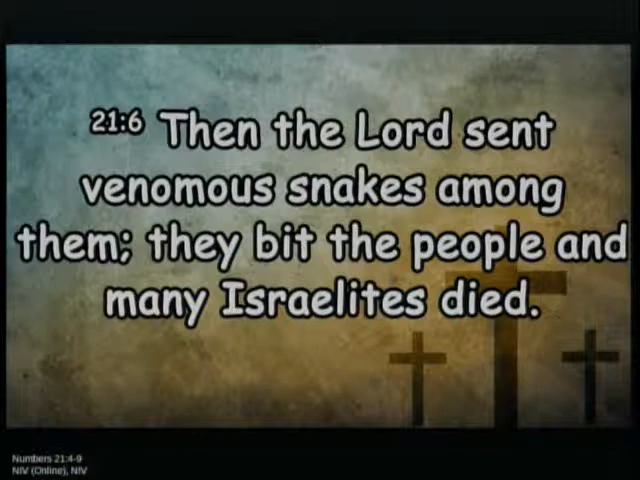 21:6 Then the Lord sent
venomous snakes among
them; they bit the people and
many Israelites died.
Numbers 21:4-9
NIV (Online), NIV